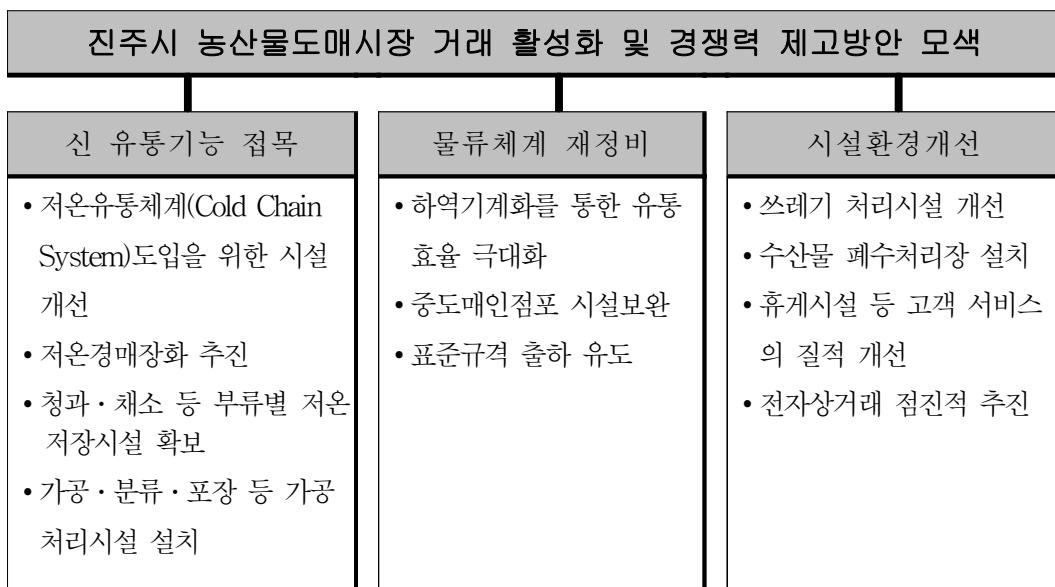 진주시 농산물도매시장 거래 활성화 및 경쟁력 제고방안 모색
신 유통기능 접목
• 저온유통체계(Cold Chain
System)도입을 위한 시설
개선
• 저온경매장화 추진
• 청과·채소 등 부류별 저온
저장시설 확보
• 가공·분류·포장 등 가공
처리시설 설치
물류체계 재정비
• 하역기계화를 통한 유통
효율 극대화
• 중도매인점포 시설보완
• 표준규격 출하 유도
시설환경개선
• 쓰레기 처리시설 개선
• 수산물 폐수처리장 설치
• 휴게시설 등 고객 서비스
의 질적 개선
• 전자상거래 점진적 추진